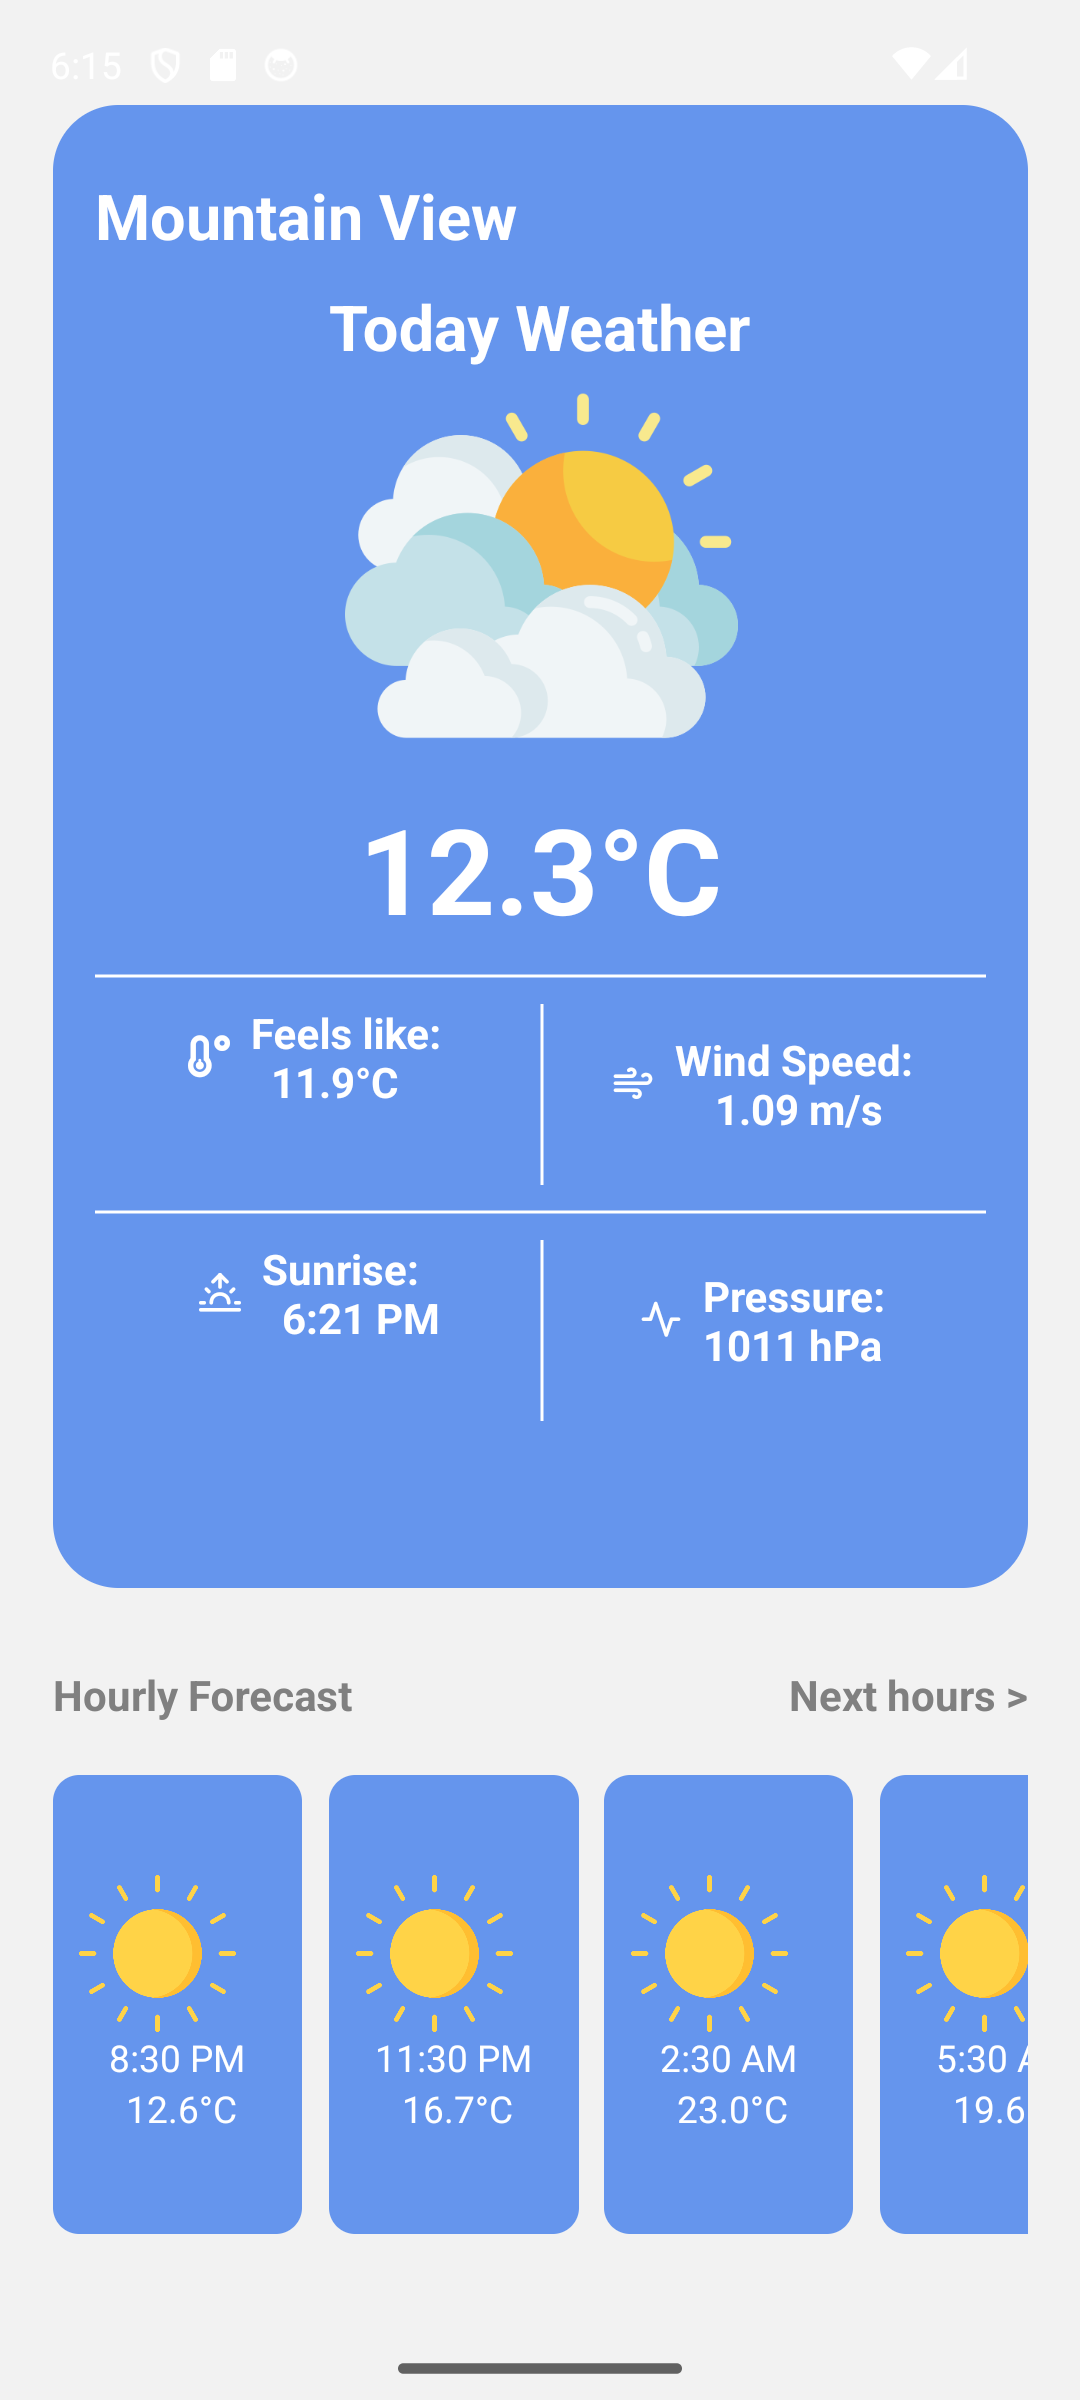 6:15
Mountain View
Today Weather
12.3°C
Feels like:
11.9°C
Wind Speed:
1.09 m/s
Sunrise:
6:21 PM
Pressure:
1011 hPa
Hourly Forecast
Next hours >
8:30 PM
12.6°C
11:30 PM
16.7°C
2:30 AM
23.0°C
5:30
19.6